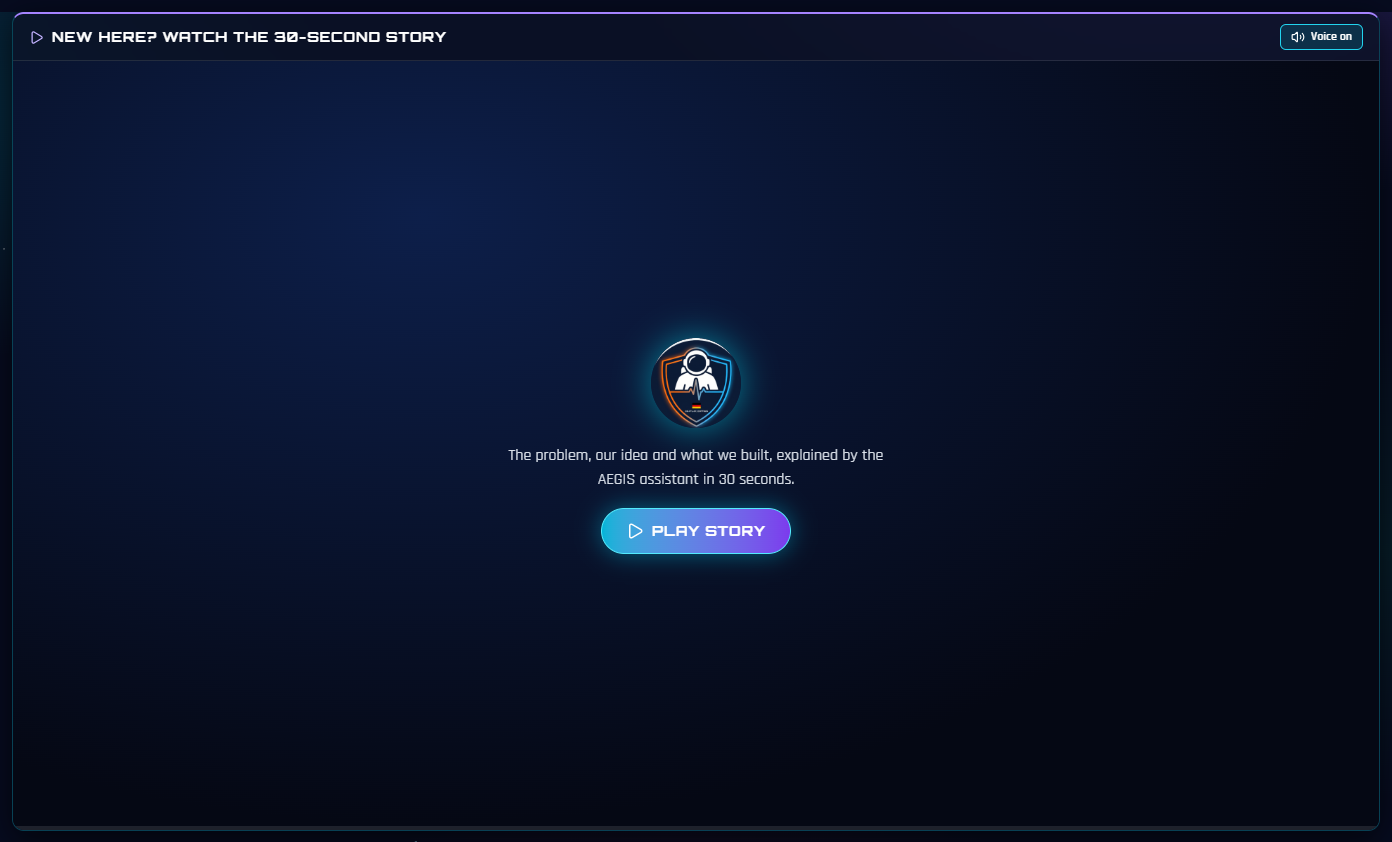 NEW HERE? WATCH THE 30-SECOND STORY
Voice on
The problem, our idea and what we built, explained by the
AEGIS assistant in 30 seconds.
PLAY STORY